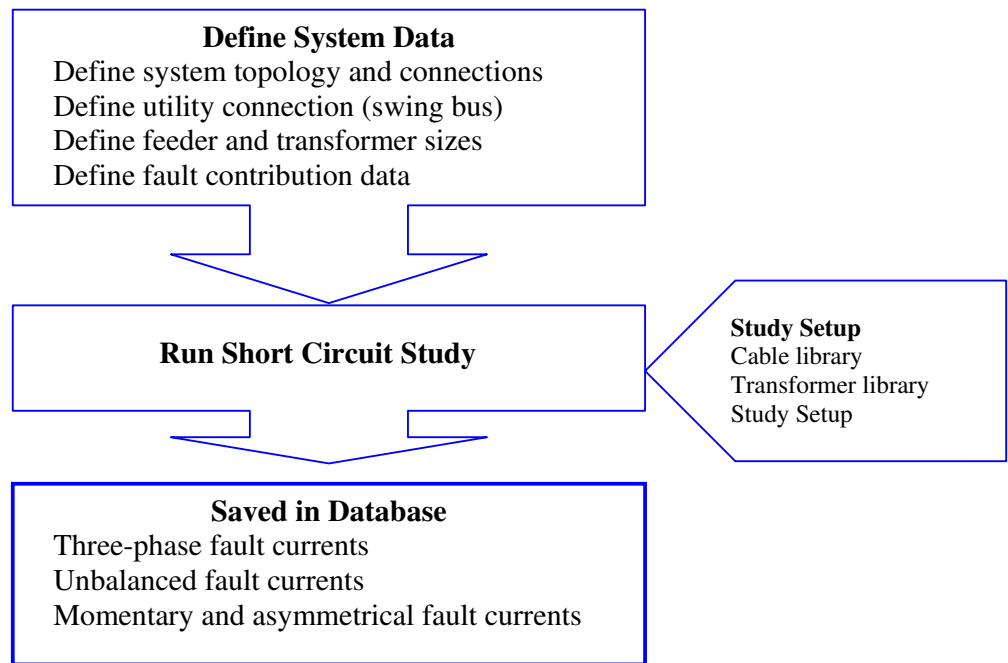 Define System Data
Define system topology and connections
Define utility connection (swing bus)
Define feeder and transformer sizes
Define fault contribution data
Run Short Circuit Study
Study Setup
Cable library
Transformer library
Study Setup
Saved in Database
Three-phase fault currents
Unbalanced fault currents
Momentary and asymmetrical fault currents